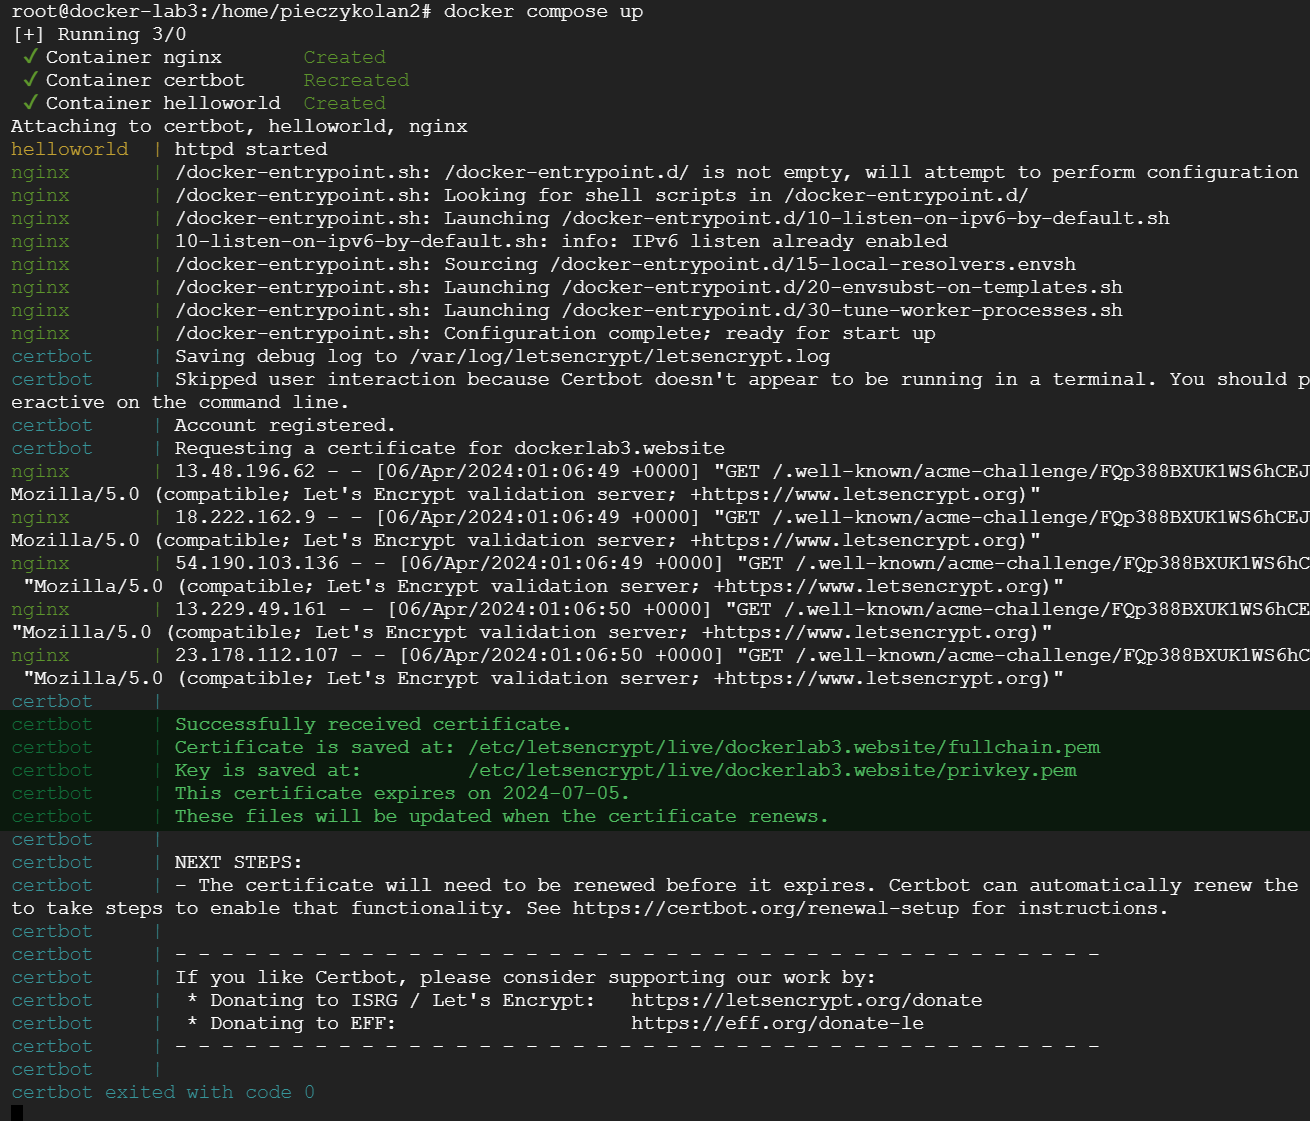 root@docker-lab3:/home/pieczykolan2# docker compose up
[+] Running 3/0
✓ Container nginx       Created
✓ Container certbot     Recreated
✓ Container helloworld  Created
Attaching to certbot, helloworld, nginx
helloworld  | httpd started
nginx       | /docker-entrypoint.sh: /docker-entrypoint.d/ is not empty, will attempt to perform configuration
nginx       | /docker-entrypoint.sh: Looking for shell scripts in /docker-entrypoint.d/
nginx       | /docker-entrypoint.sh: Launching /docker-entrypoint.d/10-listen-on-ipv6-by-default.sh
nginx       | 10-listen-on-ipv6-by-default.sh: info: IPv6 listen already enabled
nginx       | /docker-entrypoint.sh: Sourcing /docker-entrypoint.d/15-local-resolvers.envsh
nginx       | /docker-entrypoint.sh: Launching /docker-entrypoint.d/20-envsubst-on-templates.sh
nginx       | /docker-entrypoint.sh: Launching /docker-entrypoint.d/30-tune-worker-processes.sh
nginx       | /docker-entrypoint.sh: Configuration complete; ready for start up
certbot     | Saving debug log to /var/log/letsencrypt/letsencrypt.log
certbot     | Skipped user interaction because Certbot doesn't appear to be running in a terminal. You should p
eractive on the command line.
certbot     | Account registered.
certbot     | Requesting a certificate for dockerlab3.website
nginx       | 13.48.196.62 - - [06/Apr/2024:01:06:49 +0000] "GET /.well-known/acme-challenge/FQp388BXUK1WS6hCEJ
Mozilla/5.0 (compatible; Let's Encrypt validation server; +https://www.letsencrypt.org)"
nginx       | 18.222.162.9 - - [06/Apr/2024:01:06:49 +0000] "GET /.well-known/acme-challenge/FQp388BXUK1WS6hCEJ
Mozilla/5.0 (compatible; Let's Encrypt validation server; +https://www.letsencrypt.org)"
nginx       | 54.190.103.136 - - [06/Apr/2024:01:06:49 +0000] "GET /.well-known/acme-challenge/FQp388BXUK1WS6hC
"Mozilla/5.0 (compatible; Let's Encrypt validation server; +https://www.letsencrypt.org)"
nginx       | 13.229.49.161 - - [06/Apr/2024:01:06:50 +0000] "GET /.well-known/acme-challenge/FQp388BXUK1WS6hCE
"Mozilla/5.0 (compatible; Let's Encrypt validation server; +https://www.letsencrypt.org)"
nginx       | 23.178.112.107 - - [06/Apr/2024:01:06:50 +0000] "GET /.well-known/acme-challenge/FQp388BXUK1WS6hC
"Mozilla/5.0 (compatible; Let's Encrypt validation server; +https://www.letsencrypt.org)"
certbot     |
certbot     | Successfully received certificate.
certbot     | Certificate is saved at: /etc/letsencrypt/live/dockerlab3.website/fullchain.pem
certbot     | Key is saved at:         /etc/letsencrypt/live/dockerlab3.website/privkey.pem
certbot     | This certificate expires on 2024-07-05.
certbot     | These files will be updated when the certificate renews.
certbot     |
certbot     | NEXT STEPS:
certbot     | - The certificate will need to be renewed before it expires. Certbot can automatically renew the
to take steps to enable that functionality. See https://certbot.org/renewal-setup for instructions.
certbot     |
certbot     | - - - - - - - - - - - - - - - - - - - - - - - - - - - - - - - - - - - - - - - -
certbot     | If you like Certbot, please consider supporting our work by:
certbot     |  * Donating to ISRG / Let's Encrypt:   https://letsencrypt.org/donate
certbot     |  * Donating to EFF:                    https://eff.org/donate-le
certbot     | - - - - - - - - - - - - - - - - - - - - - - - - - - - - - - - - - - - - - - - -
certbot     |
certbot exited with code 0